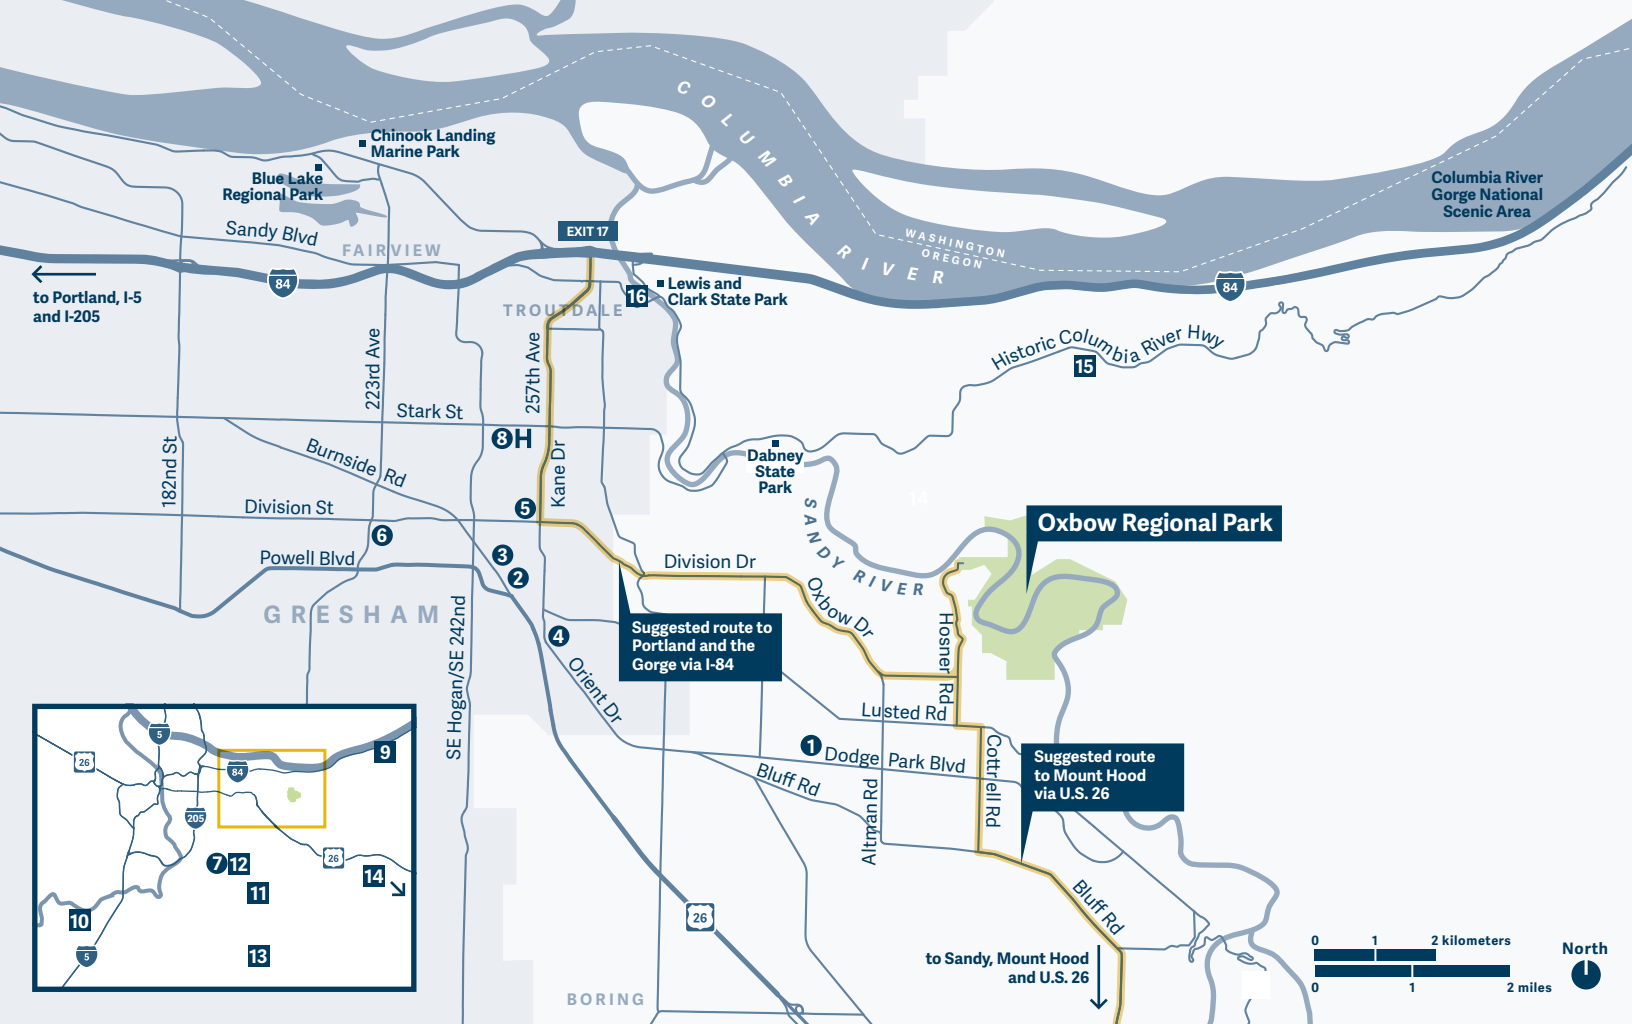 COLUMBIA RIVER
Chinook Landing
Marine Park
Blue Lake
Regional Park
Columbia River
Gorge National
Scenic Area
Sandy Blvd
FAIRVIEW
EXIT 17
WASHINGTON
OREGON
84
84
to Portland, I-5
and I-205
16
Lewis and
Clark State Park
TROUTDALE
223rd Ave
257th Ave
Historic Columbia River Hwy
15
Stark St
8H
182nd St
Burnside Rd
Kane Dr
Dabney
State
Park
14
Division St
5
SANDY RIVER
Oxbow Regional Park
6
Powell Blvd
3
2
Division Dr
Oxbow Dr
GRESHAM
SE Hogan/SE 242nd
4
Suggested route to
Portland and the
Gorge via I-84
Hosner Rd
Orient Dr
Lusted Rd
1
Dodge Park Blvd
Cottrell Rd
Suggested route
to Mount Hood
via U.S. 26
Bluff Rd
Altman Rd
5
26
84
9
205
26
7
12
14
11
10
5
13
Bluff Rd
26
to Sandy, Mount Hood
and U.S. 26
BORING
0 1 2 kilometers
0 1 2 miles
North